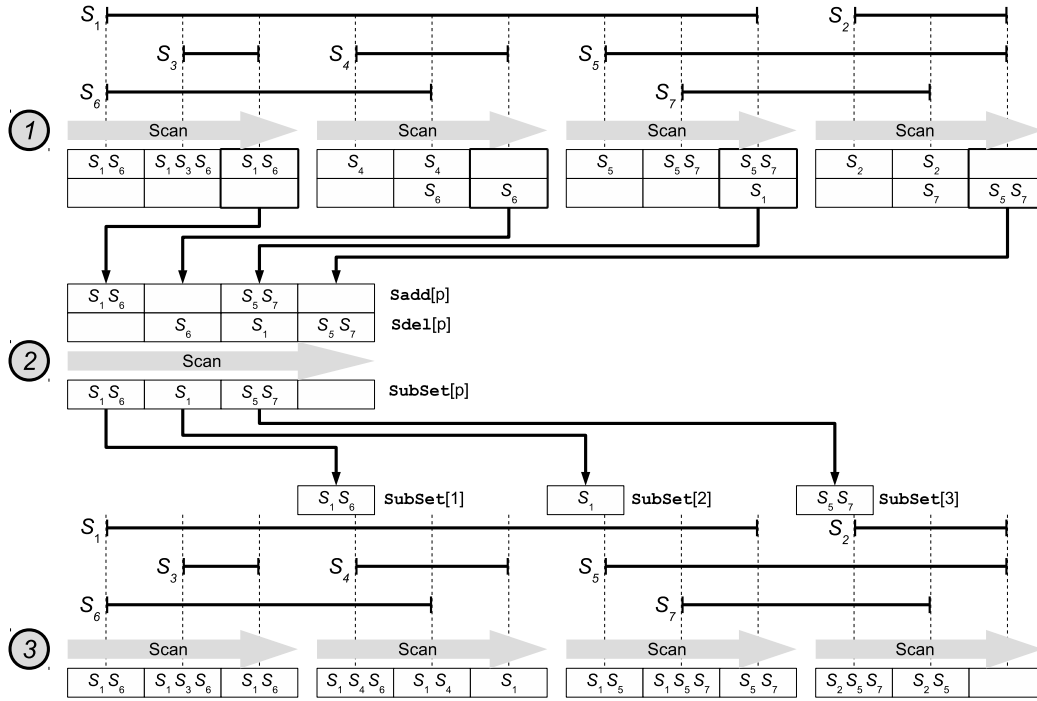 S1 S2
S3 S4 S5
S6 S7
1 Scan Scan Scan Scan
S1 S6 S1 S3 S6 S1 S6 S4 S4 S5 S5 S7 S5 S7 S2 S2
S6 S6 S1 S7 S5 S7
S1 S6 S5 S7 Sadd[p]
S6 S1 S5 S7 Sdel[p]
2 Scan
S1 S6 S1 S5 S7 SubSet[p]
S1 S6 SubSet[1] S1 SubSet[2] S5 S7 SubSet[3]
S1 S2
S3 S4 S5
S6 S7
3 Scan Scan Scan Scan
S1 S6 S1 S3 S6 S1 S6 S1 S4 S6 S1 S4 S1 S1 S5 S1 S5 S7 S5 S7 S2 S5 S7 S2 S5